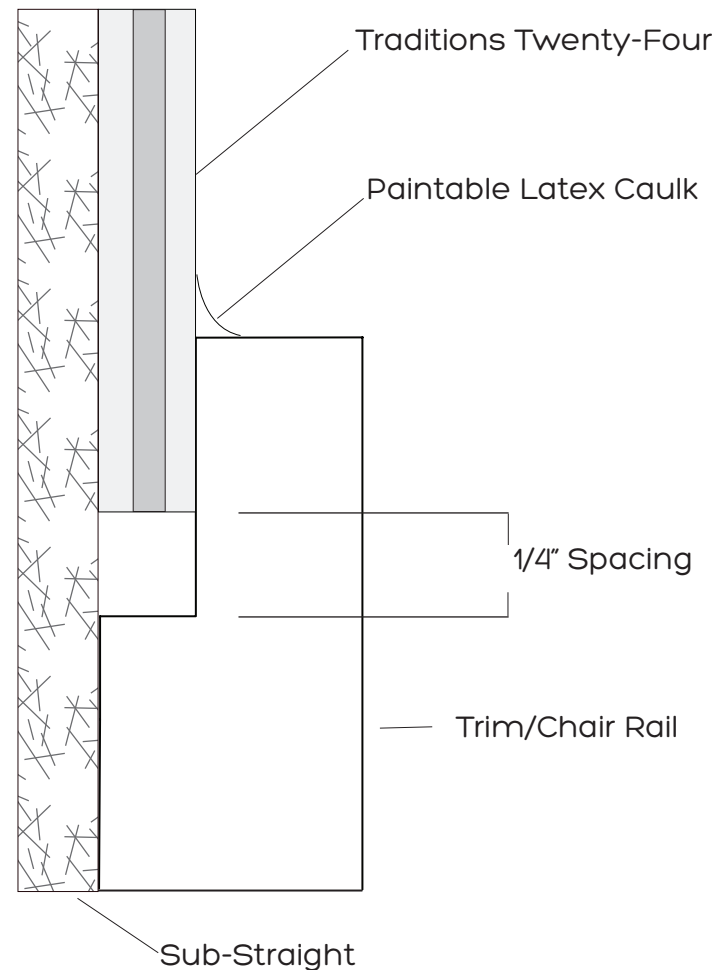 Traditions Twenty-Four
Paintable Latex Caulk
1/4" Spacing
Trim/Chair Rail
Sub-Straight